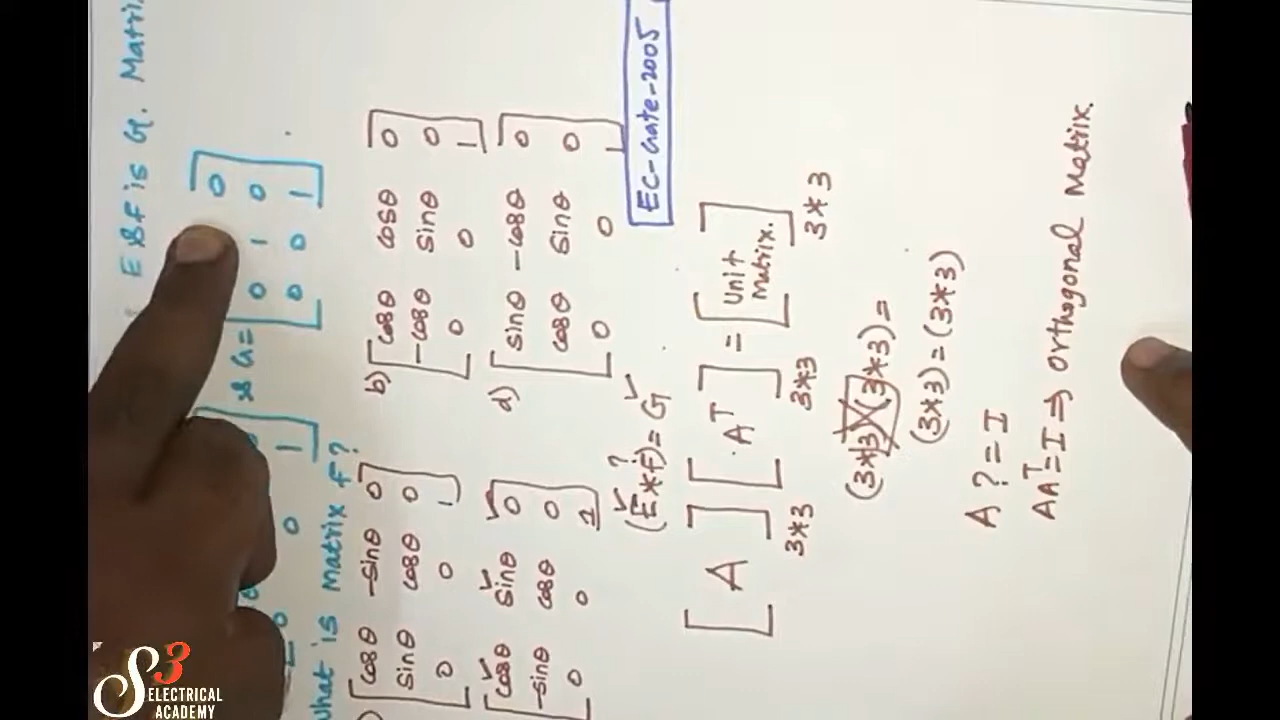 E & F is G. Matri
& G = [ 0
0 1 0
0 0 1 ]
0 1 ]
what is Matrix F?
[ cosθ -sinθ 0
sinθ cosθ 0
0 0 1 ]
b) [ cosθ cosθ 0
-cosθ sinθ 0
0 0 1 ]
[ cosθ sinθ 0
-sinθ cosθ 0
0 0 1 ]
d) [ sinθ -cosθ 0
cosθ sinθ 0
0 0 1 ]
(E*F) = G
?
EC-Gate-2005
[ A ] 3*3 [ A^T ] 3*3 = [ Unit Matrix. ] 3*3
(3*3) (3*3) =
(3*3) = (3*3)
A ? = I
AA^T = I ⇒ orthogonal Matrix.
S3
ELECTRICAL
ACADEMY